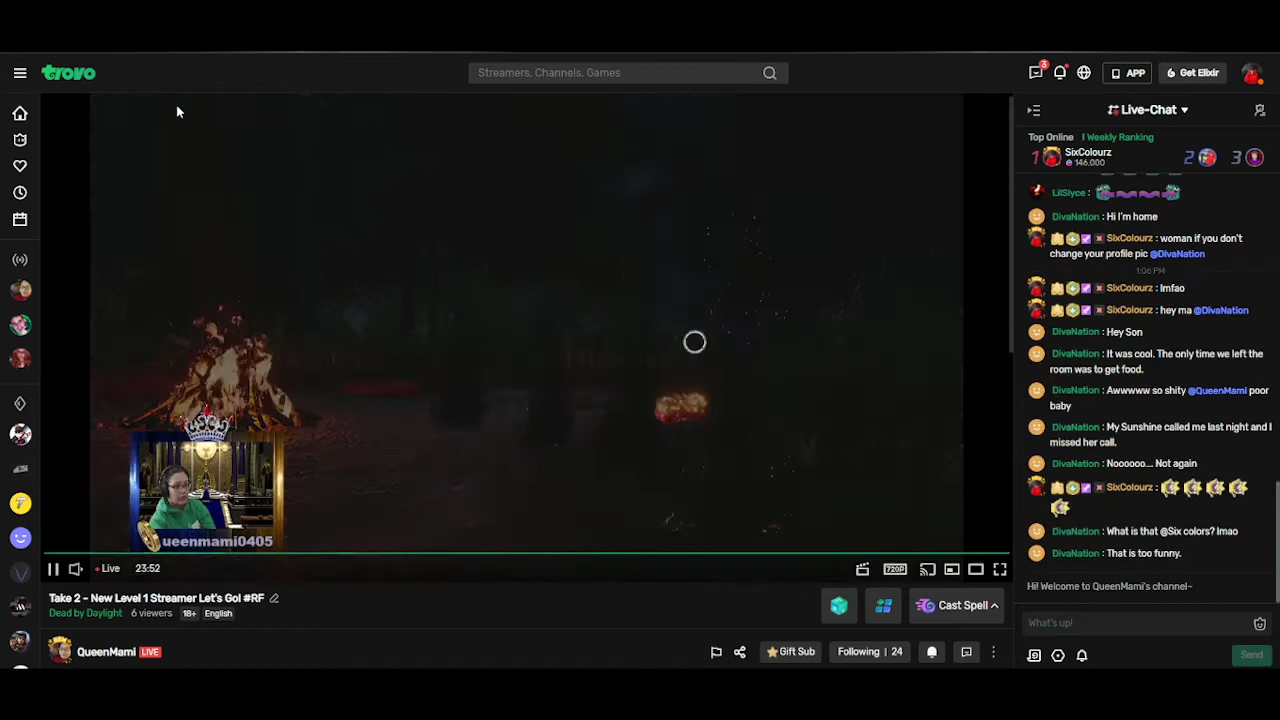 trovo
Streamers, Channels, Games
3
APP
Get Elixir
Live-Chat
Top Online | Weekly Ranking
1 SixColourz
146.000
2
3
LilSlyce :
DivaNation : Hi I'm home
SixColourz : woman if you don't
change your profile pic @DivaNation
1:06 PM
SixColourz : lmfao
SixColourz : hey ma @DivaNation
DivaNation : Hey Son
DivaNation : It was cool. The only time we left the
room was to get food.
DivaNation : Awwwww so shity @QueenMami poor
baby
DivaNation : My Sunshine called me last night and I
missed her call.
DivaNation : Noooooo... Not again
SixColourz :
DivaNation : What is that @Six colors? lmao
DivaNation : That is too funny.
Hi! Welcome to QueenMami's channel~
What's up!
Send
ueenmami0405
Live 23:52
720P
Take 2 - New Level 1 Streamer Let's Go! #RF
Dead by Daylight 6 viewers 18+ English
Cast Spell
QueenMami LIVE
Gift Sub
Following | 24